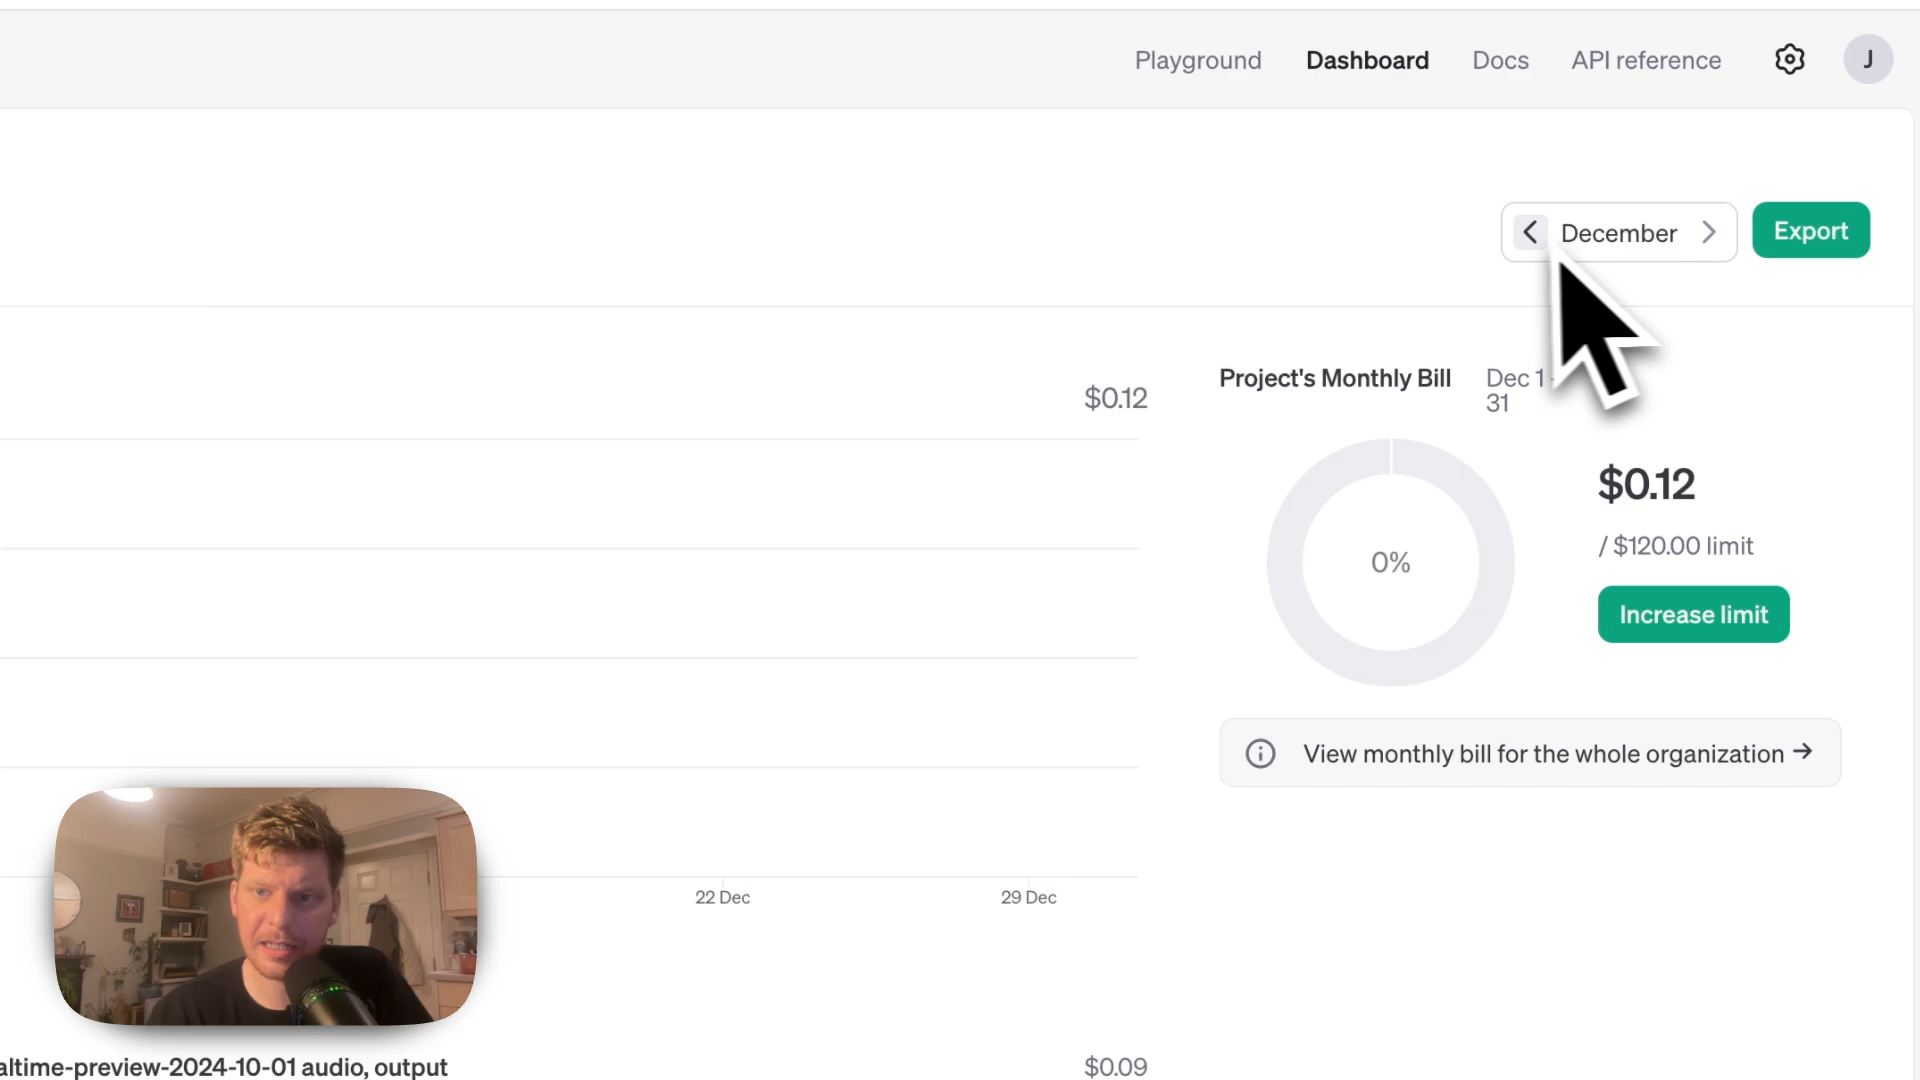 Playground Dashboard Docs API reference J
December Export
Project's Monthly Bill Dec 1
31
$0.12
$0.12
/ $120.00 limit
0%
Increase limit
View monthly bill for the whole organization →
22 Dec 29 Dec
altime-preview-2024-10-01 audio, output $0.09